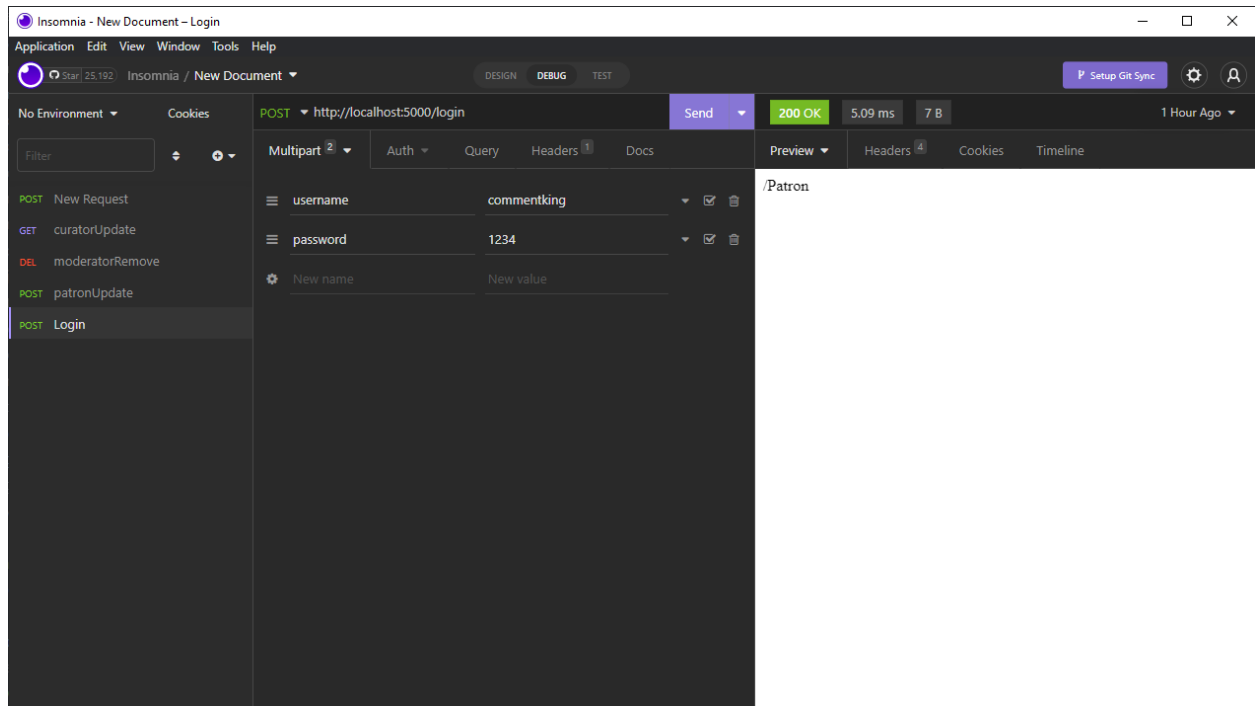 Insomnia - New Document – Login
Application Edit View Window Tools Help
Star 25,192 Insomnia / New Document DESIGN DEBUG TEST Setup Git Sync
No Environment Cookies POST http://localhost:5000/login Send 200 OK 5.09 ms 7 B 1 Hour Ago
Filter Multipart 2 Auth Query Headers 1 Docs Preview Headers 4 Cookies Timeline
/Patron
POST New Request username commentking
GET curatorUpdate password 1234
DEL moderatorRemove
New name New value
POST patronUpdate
POST Login